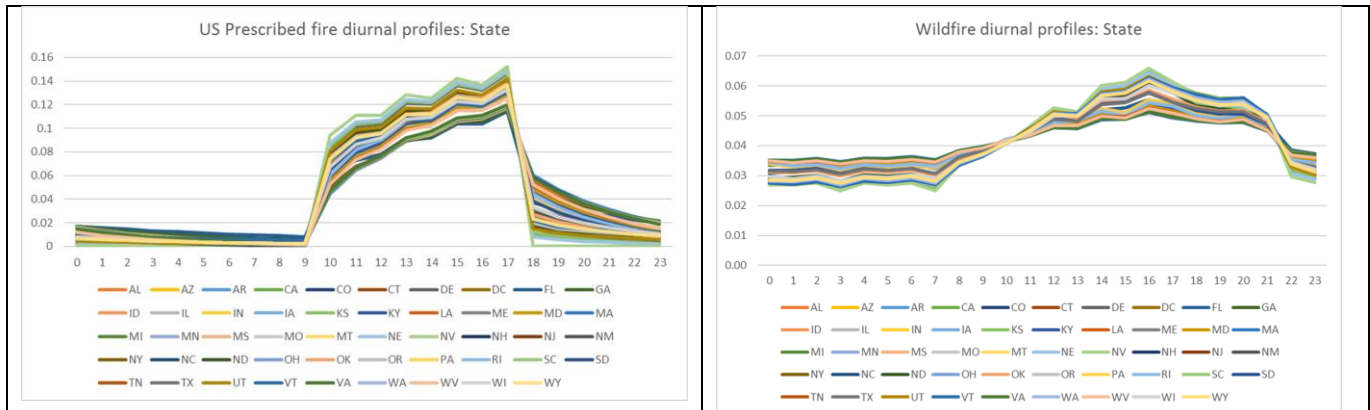 US Prescribed fire diurnal profiles: State
0.16
0.14
0.12
0.1
0.08
0.06
0.04
0.02
0
0 1 2 3 4 5 6 7 8 9 10 11 12 13 14 15 16 17 18 19 20 21 22 23
AL AZ AR CA CO CT DE DC FL GA
ID IL IN IA KS KY LA ME MD MA
MI MN MS MO MT NE NV NH NJ NM
NY NC ND OH OK OR PA RI SC SD
TN TX UT VT VA WA WV WI WY
Wildfire diurnal profiles: State
0.07
0.06
0.05
0.04
0.03
0.02
0.01
0.00
0 1 2 3 4 5 6 7 8 9 10 11 12 13 14 15 16 17 18 19 20 21 22 23
AL AZ AR CA CO CT DE DC FL GA
ID IL IN IA KS KY LA ME MD MA
MI MN MS MO MT NE NV NH NJ NM
NY NC ND OH OK OR PA RI SC SD
TN TX UT VT VA WA WV WI WY